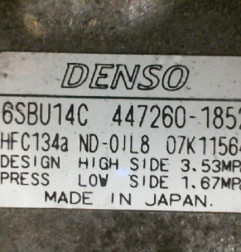 DENSO
6SBU14C 447260-1852
HFC134a ND-OIL8 07K11564
DESIGN HIGH SIDE 3.53MP
PRESS LOW SIDE 1.67MP
MADE IN JAPAN.